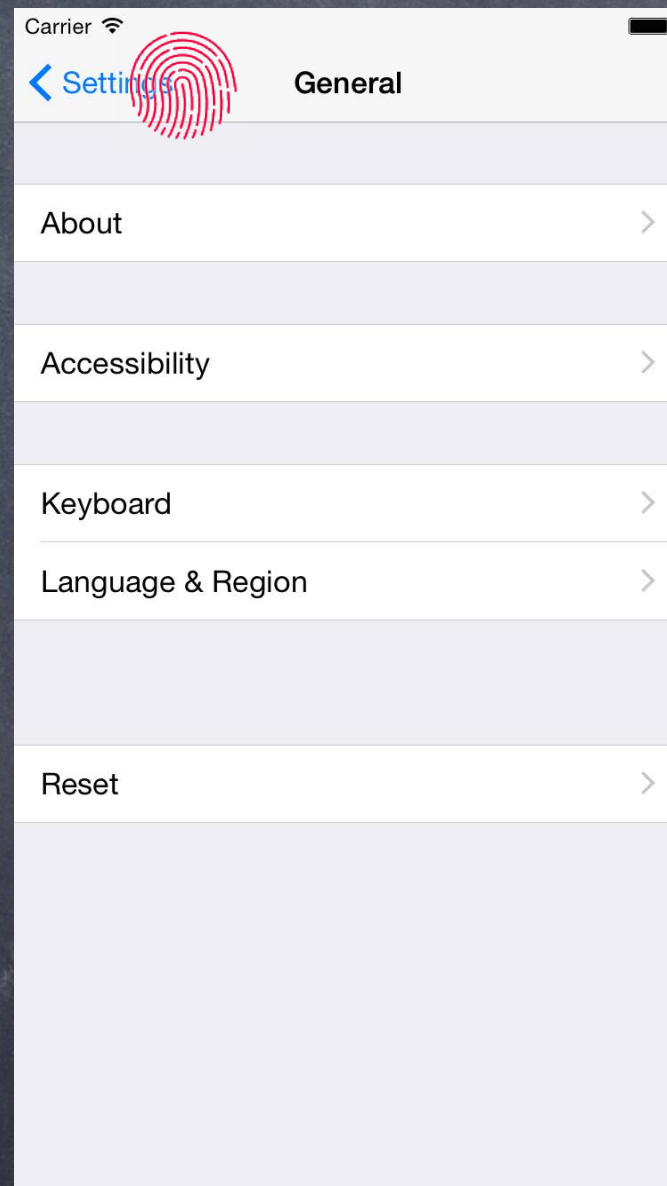 Carrier
Settings General
About
Accessibility
Keyboard
Language & Region
Reset